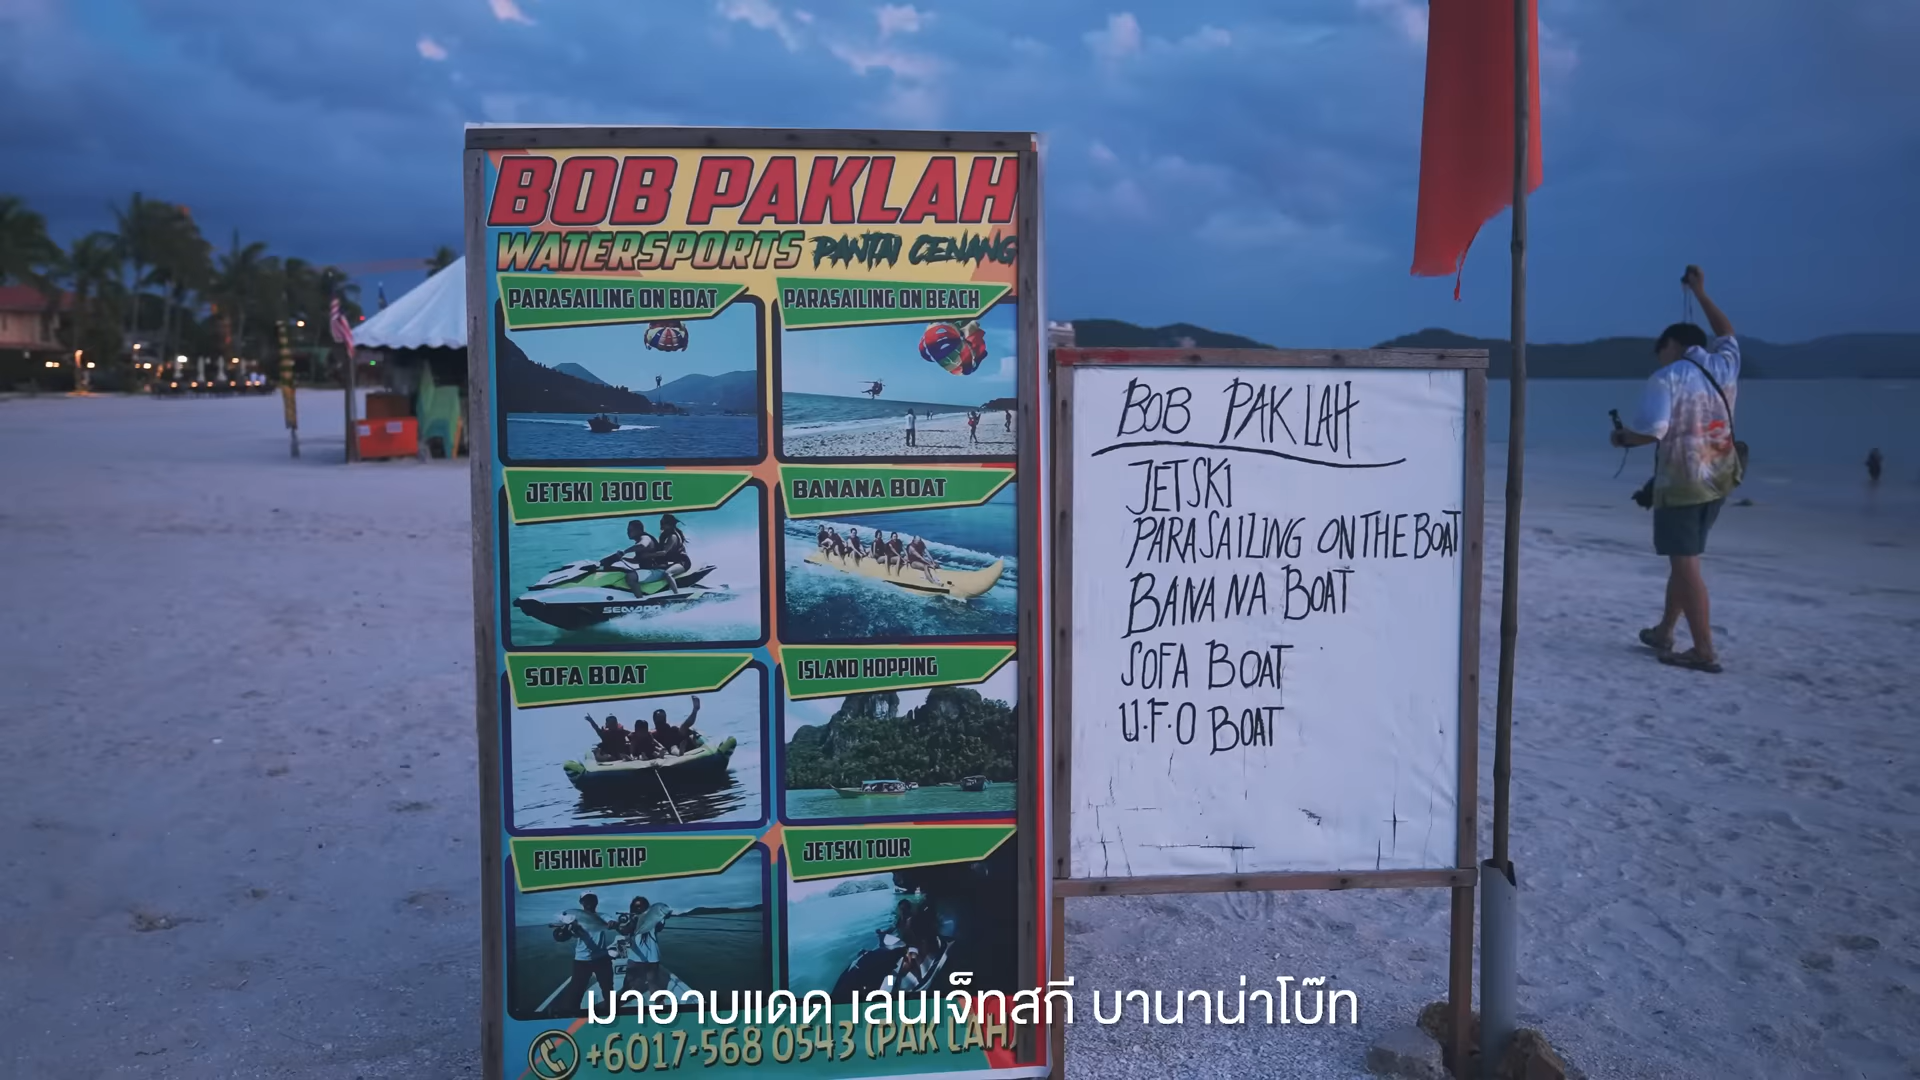 BOB PAKLAH
WATERSPORTS PANTAI CENANG
PARASAILING ON BOAT
PARASAILING ON BEACH
JETSKI 1300 CC
BANANA BOAT
SEADOO
SOFA BOAT
ISLAND HOPPING
FISHING TRIP
JETSKI TOUR
+6017-568 0543 (PAK LAH)
BOB PAK LAH
JETSKI
PARASAILING ON THE BOAT
BANANA BOAT
SOFA BOAT
U.F.O BOAT
มาอาบแดด เล่นเจ็ทสกี บานาน่าโบ๊ท